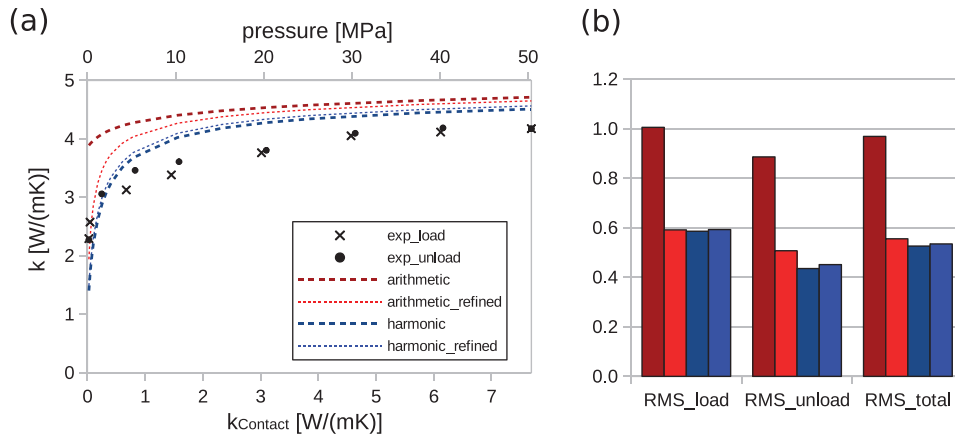 (a)
pressure [MPa]
0 10 20 30 40 50
5
4
3
2
1
0
k [W/(mK)]
exp_load
exp_unload
arithmetic
arithmetic_refined
harmonic
harmonic_refined
0 1 2 3 4 5 6 7
kContact [W/(mK)]
(b)
1.2
1.0
0.8
0.6
0.4
0.2
0.0
RMS_load RMS_unload RMS_total